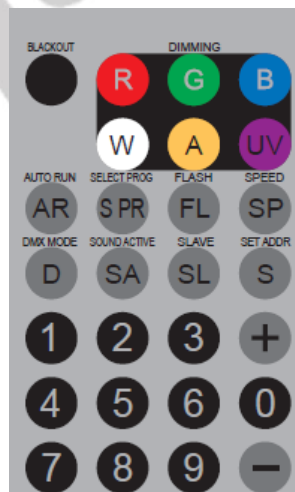 BLACKOUT DIMMING
R G B
W A UV
AUTO RUN SELECT PROG FLASH SPEED
AR S PR FL SP
DMX MODE SOUND ACTIVE SLAVE SET ADDR
D SA SL S
1 2 3 +
4 5 6 0
7 8 9 −